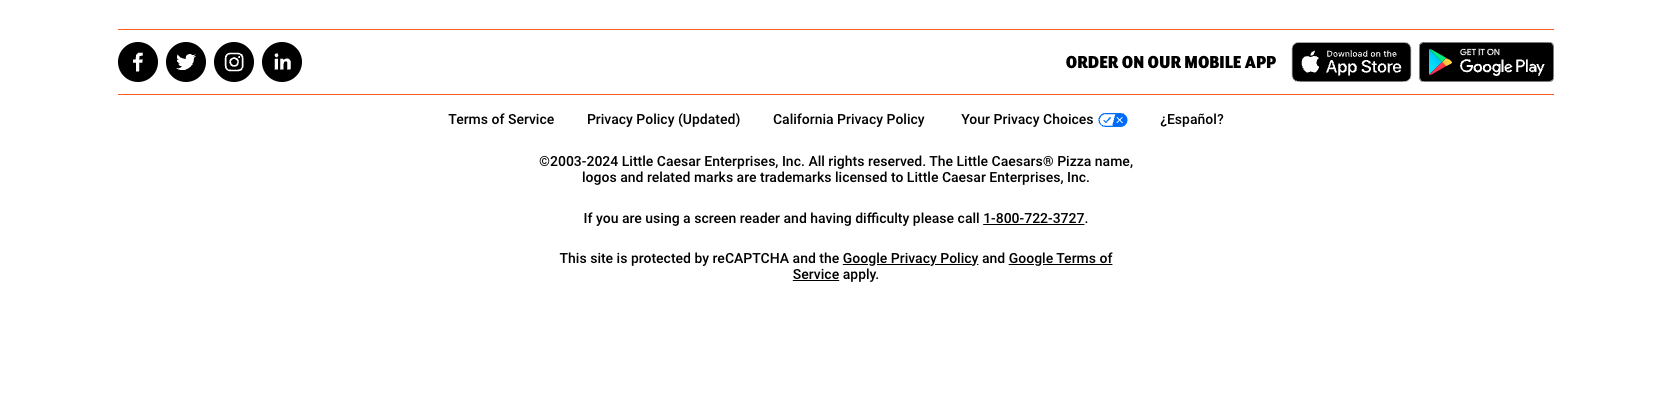 ORDER ON OUR MOBILE APP
Download on the
App Store
GET IT ON
Google Play
Terms of Service
Privacy Policy (Updated)
California Privacy Policy
Your Privacy Choices
¿Español?
©2003-2024 Little Caesar Enterprises, Inc. All rights reserved. The Little Caesars® Pizza name,
logos and related marks are trademarks licensed to Little Caesar Enterprises, Inc.
If you are using a screen reader and having difficulty please call 1-800-722-3727.
This site is protected by reCAPTCHA and the Google Privacy Policy and Google Terms of
Service apply.